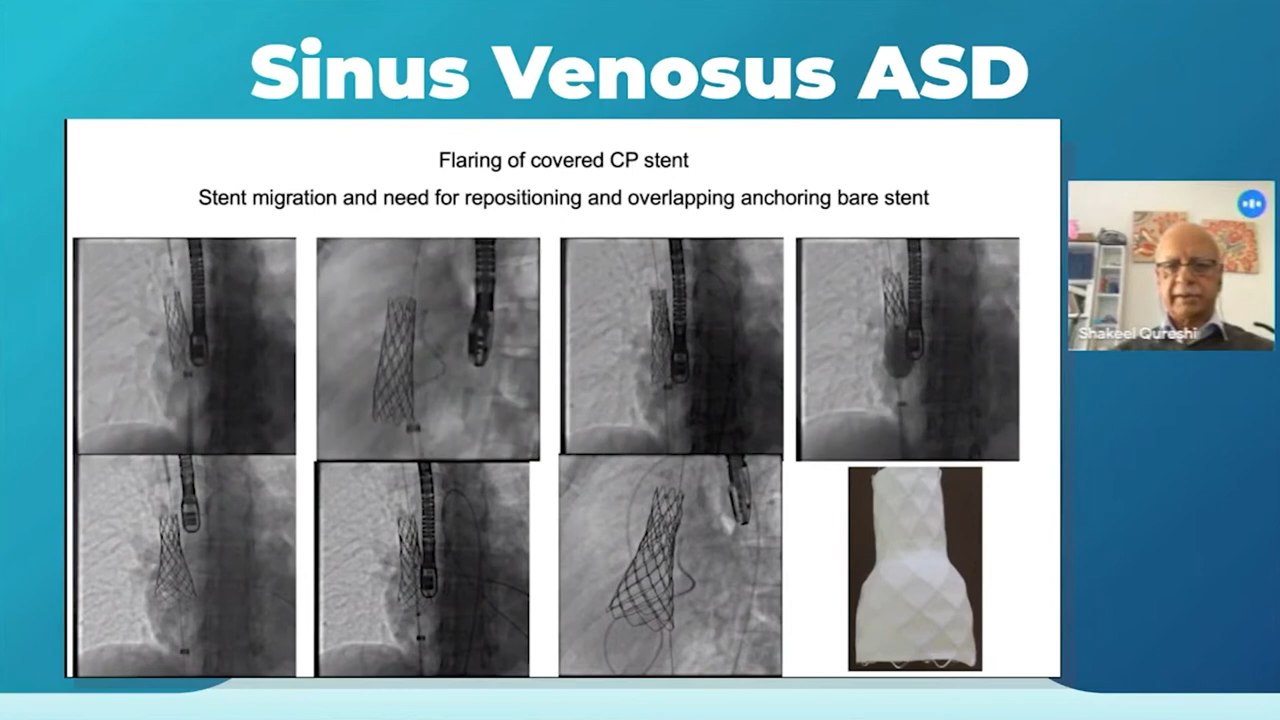 Sinus Venosus ASD
Flaring of covered CP stent
Stent migration and need for repositioning and overlapping anchoring bare stent
Shakeel Qureshi